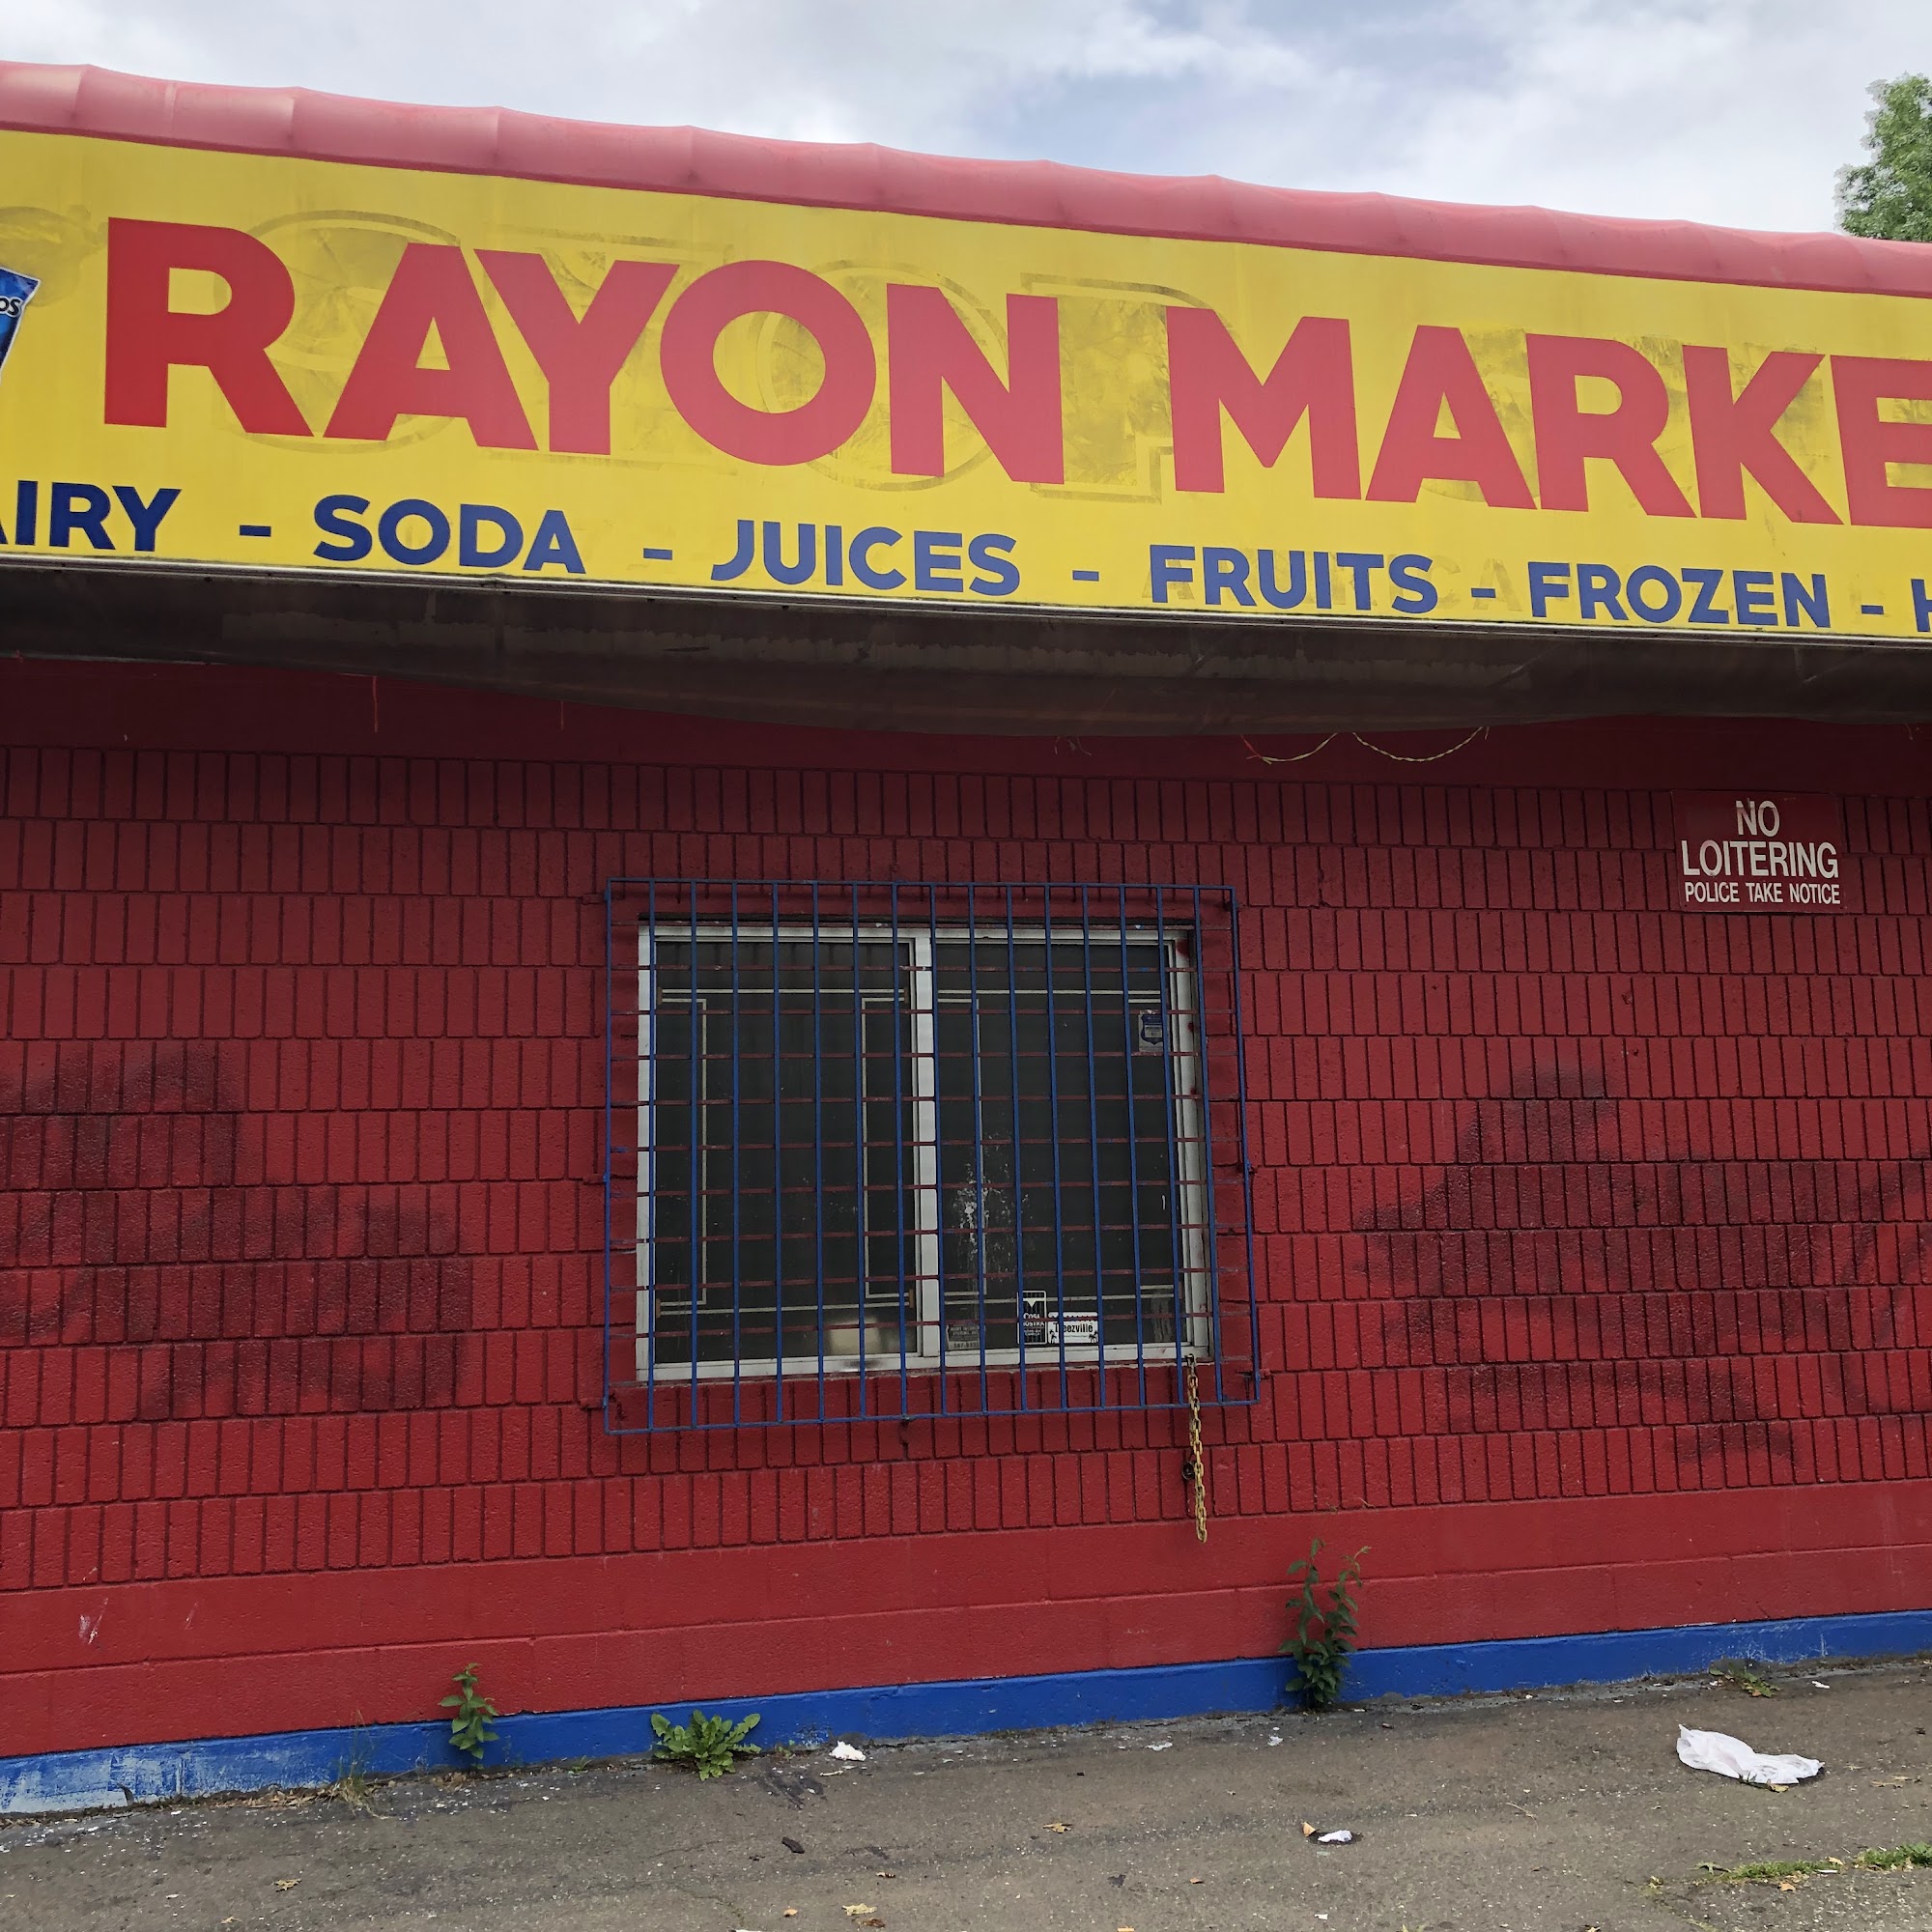 RAYON MARKE
AIRY - SODA - JUICES - FRUITS - FROZEN - H
NO
LOITERING
POLICE TAKE NOTICE